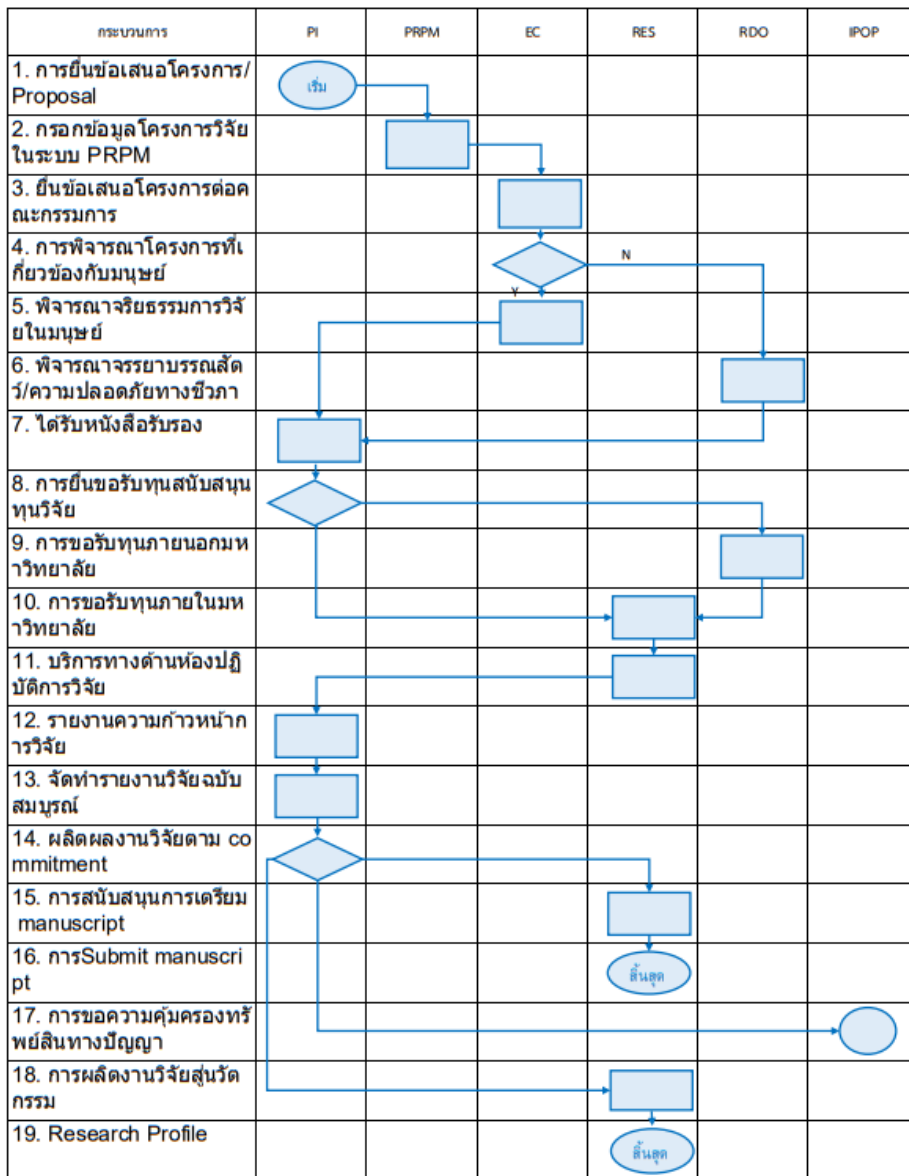 กระบวนการ PI PRPM EC RES RDO IPOP
1. การยื่นข้อเสนอโครงการ/
Proposal
เริ่ม
2. กรอกข้อมูลโครงการวิจัย
ในระบบ PRPM
3. ยื่นข้อเสนอโครงการต่อค
ณะกรรมการ
4. การพิจารณาโครงการที่เ
กี่ยวข้องกับมนุษย์
N
Y
5. พิจารณาจริยธรรมการวิจั
ยในมนุษย์
6. พิจารณาจรรยาบรรณสัต
ว์/ความปลอดภัยทางชีวภา
7. ได้รับหนังสือรับรอง
8. การยื่นขอรับทุนสนับสนุน
ทุนวิจัย
9. การขอรับทุนภายนอกมห
าวิทยาลัย
10. การขอรับทุนภายในมห
าวิทยาลัย
11. บริการทางด้านห้องปฏิ
บัติการวิจัย
12. รายงานความก้าวหน้าก
ารวิจัย
13. จัดทำรายงานวิจัยฉบับ
สมบูรณ์
14. ผลิตผลงานวิจัยตาม co
mmitment
15. การสนับสนุนการเตรียม
manuscript
16. การSubmit manuscri
pt
สิ้นสุด
17. การขอความคุ้มครองทรั
พย์สินทางปัญญา
18. การผลิตงานวิจัยสู่นวัต
กรรม
19. Research Profile
สิ้นสุด